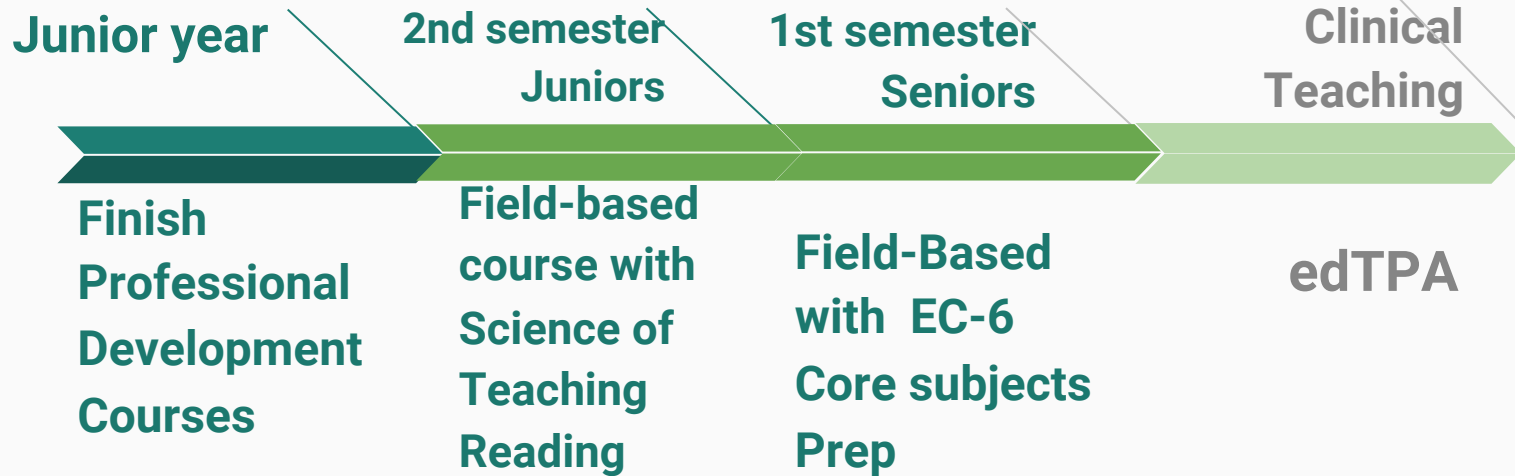 Junior year
2nd semester
Juniors
1st semester
Seniors
Clinical
Teaching
Finish
Professional
Development
Courses
Field-based
course with
Science of
Teaching
Reading
Field-Based
with  EC-6
Core subjects
Prep
edTPA